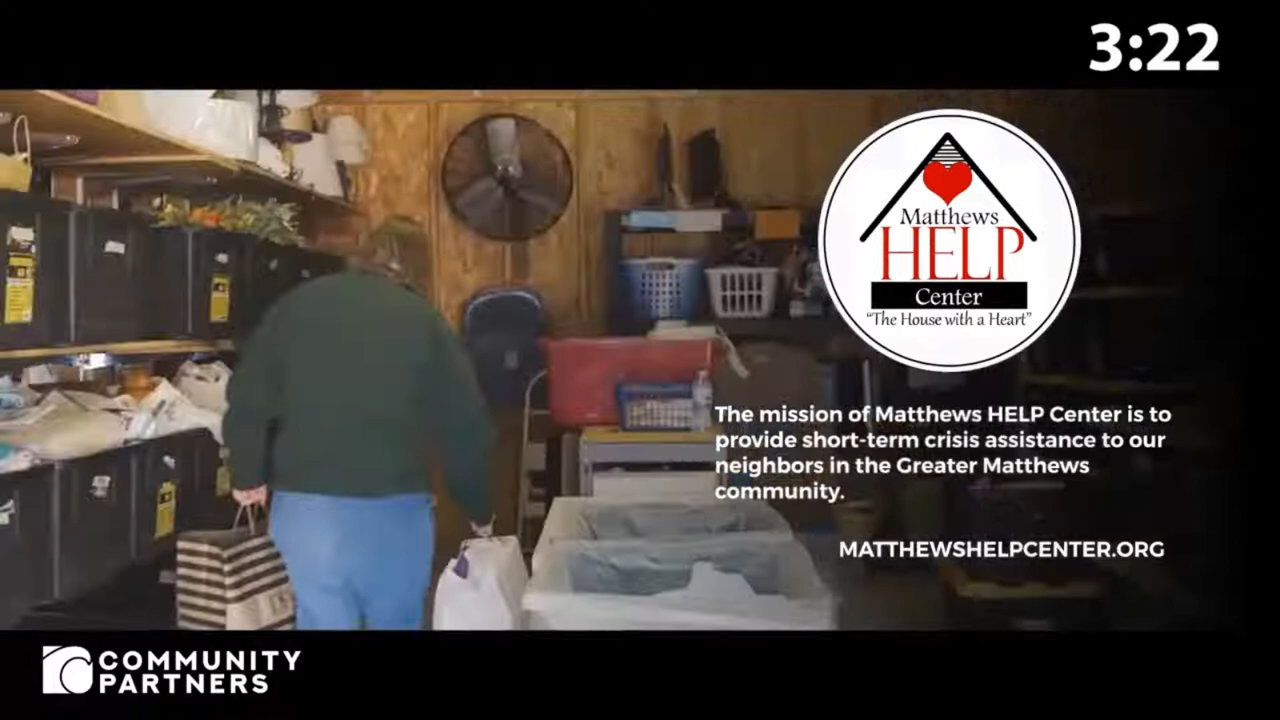 3:22
Matthews
HELP
Center
"The House with a Heart"
The mission of Matthews HELP Center is to
provide short-term crisis assistance to our
neighbors in the Greater Matthews
community.
MATTHEWSHELPCENTER.ORG
COMMUNITY
PARTNERS